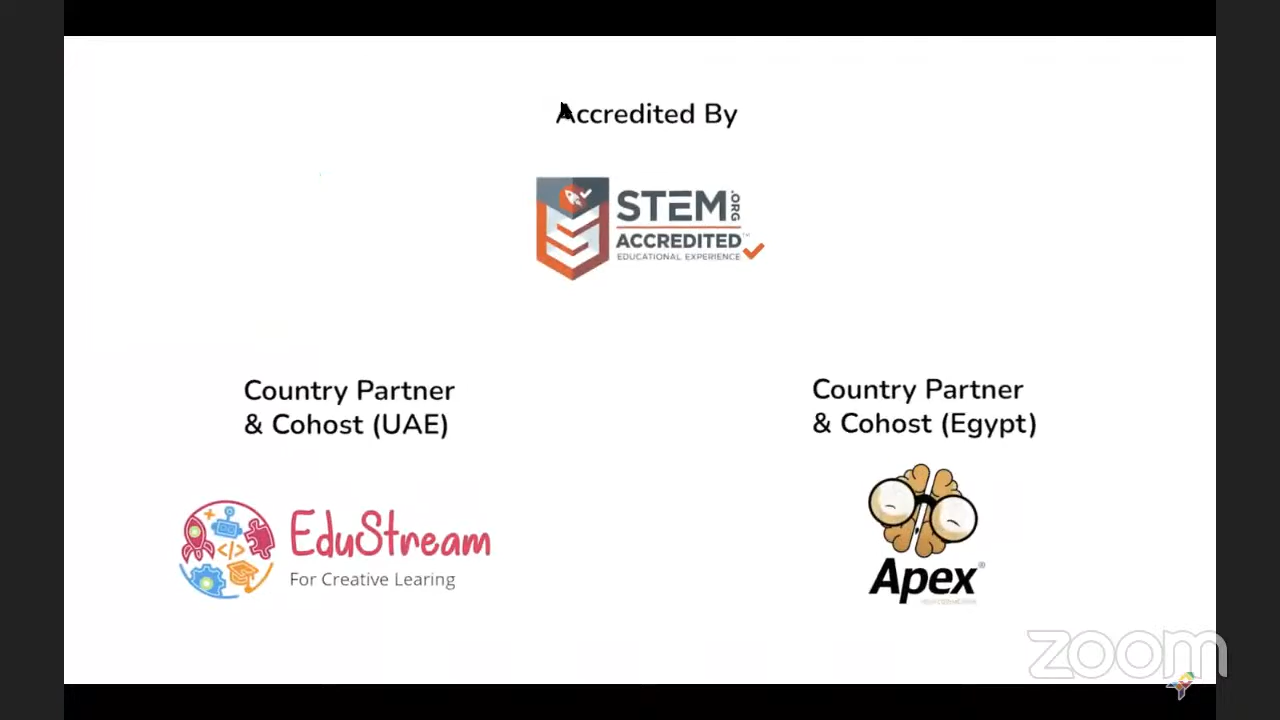 Accredited By
STEM.ORG
ACCREDITED™
EDUCATIONAL EXPERIENCE
Country Partner
& Cohost (UAE)
EduStream
For Creative Learing
Country Partner
& Cohost (Egypt)
Apex®
zoom